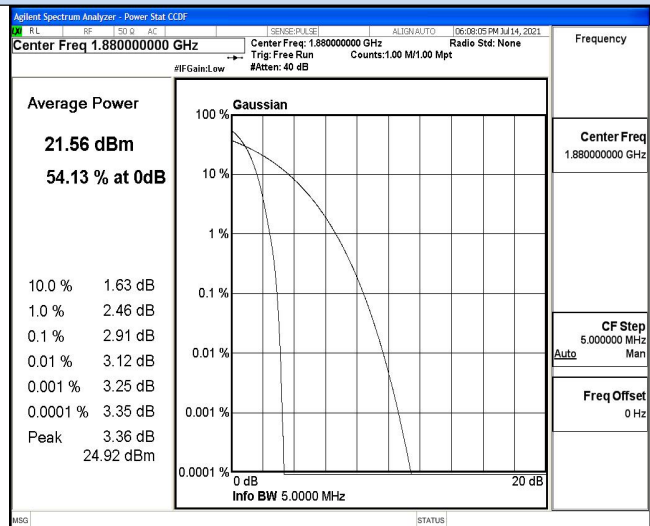 Agilent Spectrum Analyzer - Power Stat CCDF
LXI RL RF 50 Ω AC SENSE:PULSE ALIGNAUTO 06:08:05 PM Jul 14, 2021
Center Freq 1.880000000 GHz
Center Freq: 1.880000000 GHz Radio Std: None
Trig: Free Run Counts:1.00 M/1.00 Mpt
#IFGain:Low #Atten: 40 dB
Frequency
Average Power
21.56 dBm
54.13 % at 0dB
10.0 % 1.63 dB
1.0 % 2.46 dB
0.1 % 2.91 dB
0.01 % 3.12 dB
0.001 % 3.25 dB
0.0001 % 3.35 dB
Peak 3.36 dB
24.92 dBm
Gaussian
100 %
10 %
1 %
0.1 %
0.01 %
0.001 %
0.0001 %
0 dB 20 dB
Info BW 5.0000 MHz
Center Freq
1.880000000 GHz
CF Step
5.000000 MHz
Auto Man
Freq Offset
0 Hz
MSG STATUS